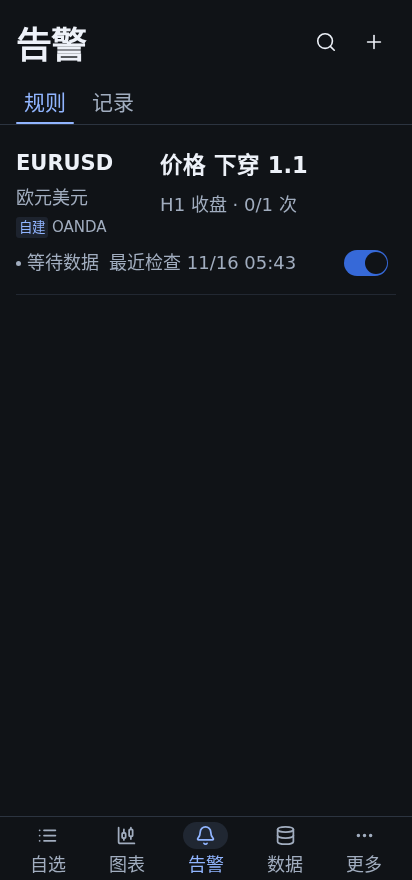 告警
规则 记录
EURUSD
欧元美元
自建 OANDA
价格 下穿 1.1
H1 收盘 · 0/1 次
• 等待数据 最近检查 11/16 05:43
自选 图表 告警 数据 更多